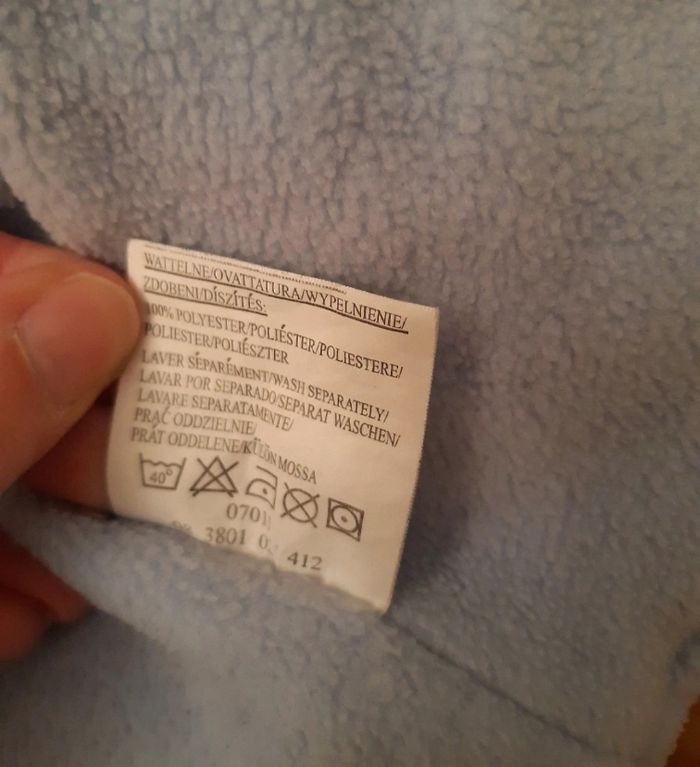 WATTELNE/OVATTATURA/WYPELNIENIE/
ZDOBENI/DÍSZÍTÉS:
100% POLYESTER/POLIÉSTER/POLIESTERE/
POLIESTER/POLIÉSZTER
LAVER SÉPARÉMENT/WASH SEPARATELY/
LAVAR POR SEPARADO/SEPARAT WASCHEN/
LAVARE SEPARATAMENTE/
PRAĆ ODDZIELNIE/
PRÁT ODDELENE/KÜLÖN MOSSA
40°
0701
3801 412